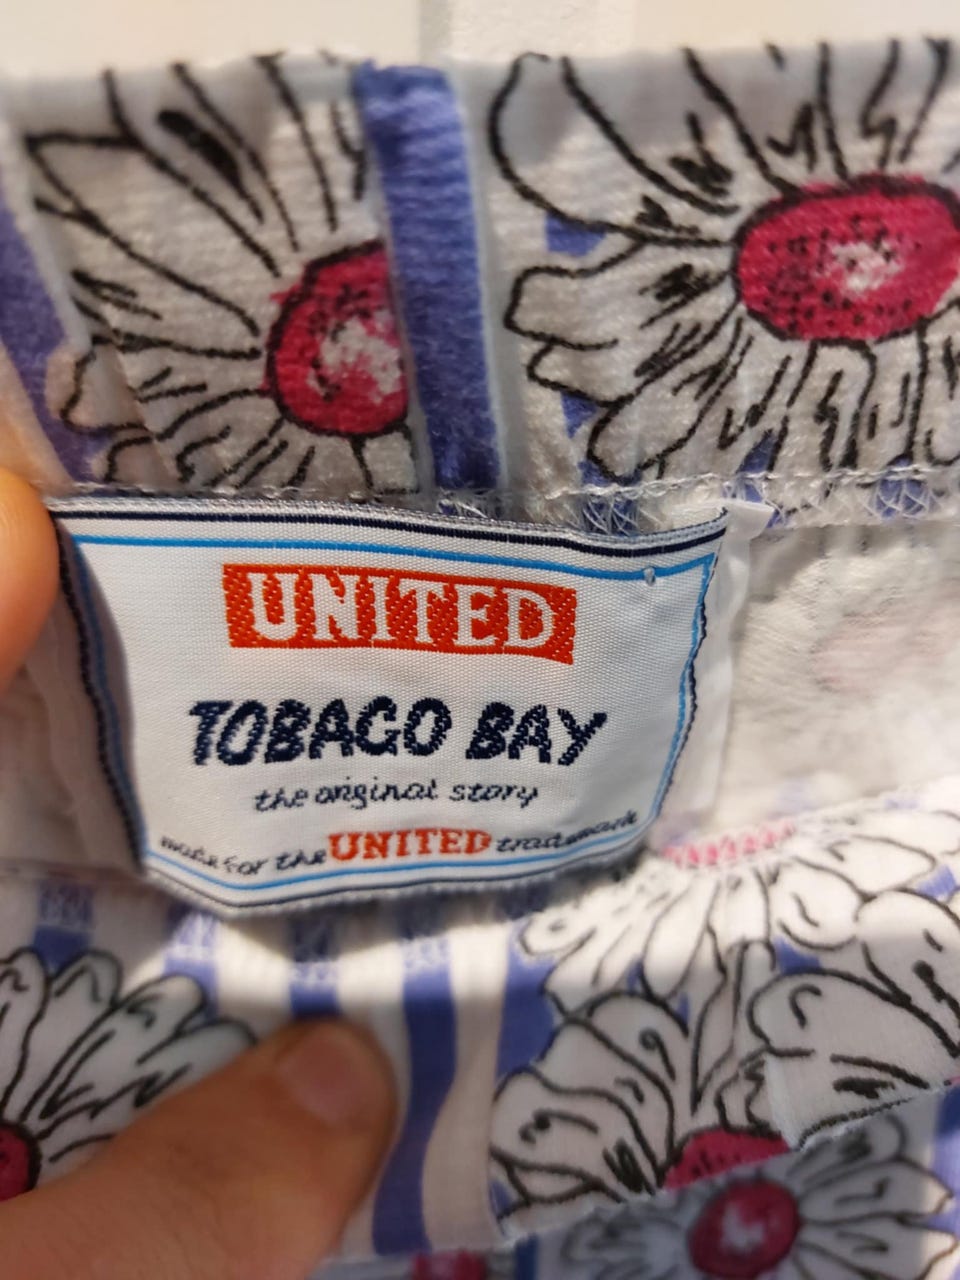 UNITED
TOBAGO BAY
the original story
made for the UNITED trademark